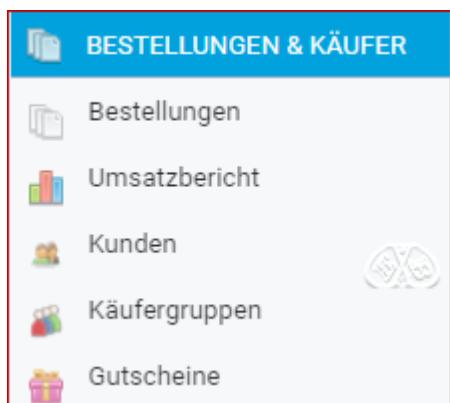 BESTELLUNGEN & KÄUFER
Bestellungen
Umsatzbericht
Kunden
Käufergruppen
Gutscheine